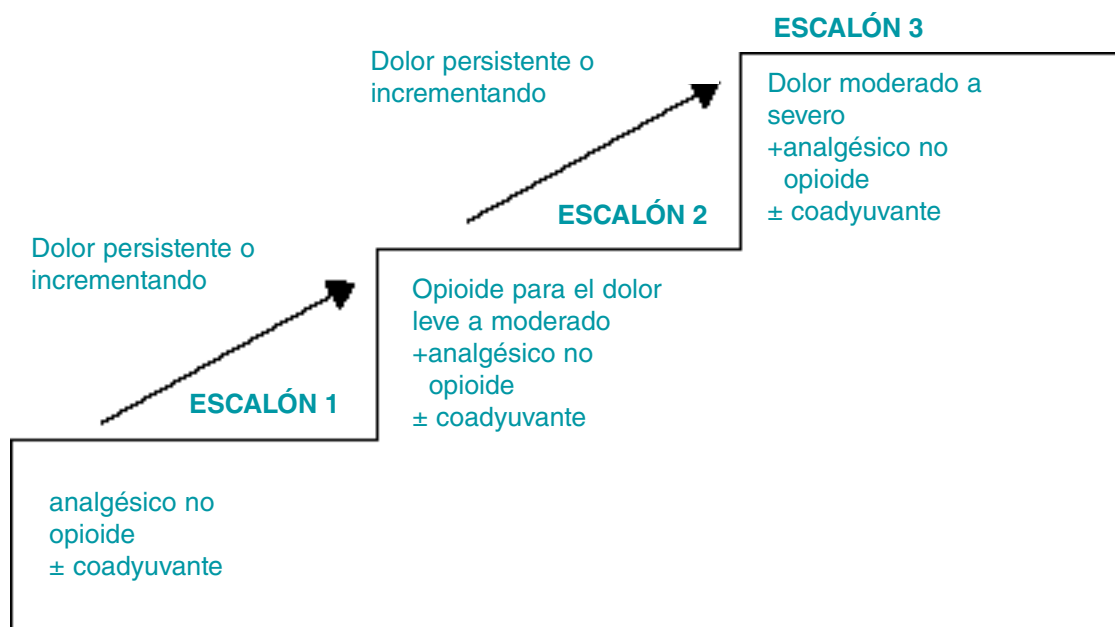 ESCALÓN 3
Dolor persistente o
incrementando
Dolor moderado a
severo
+analgésico no
opioide
± coadyuvante
ESCALÓN 2
Dolor persistente o
incrementando
Opioide para el dolor
leve a moderado
+analgésico no
opioide
± coadyuvante
ESCALÓN 1
analgésico no
opioide
± coadyuvante